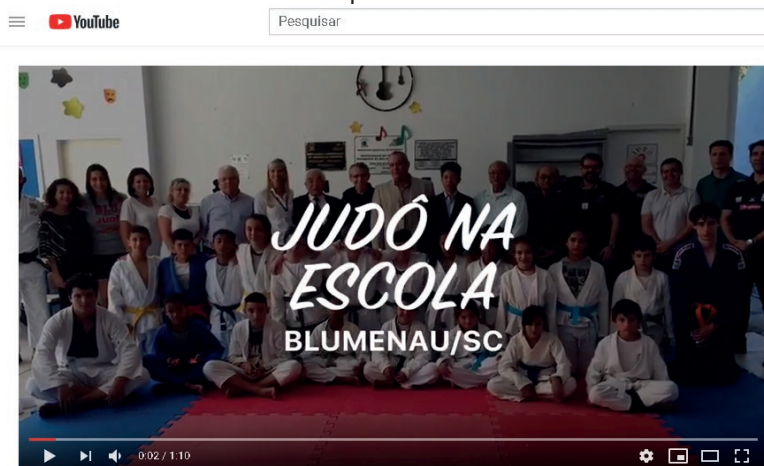 YouTube
Pesquisar
JUDÔ NA
ESCOLA
BLUMENAU/SC
0:02 / 1:10